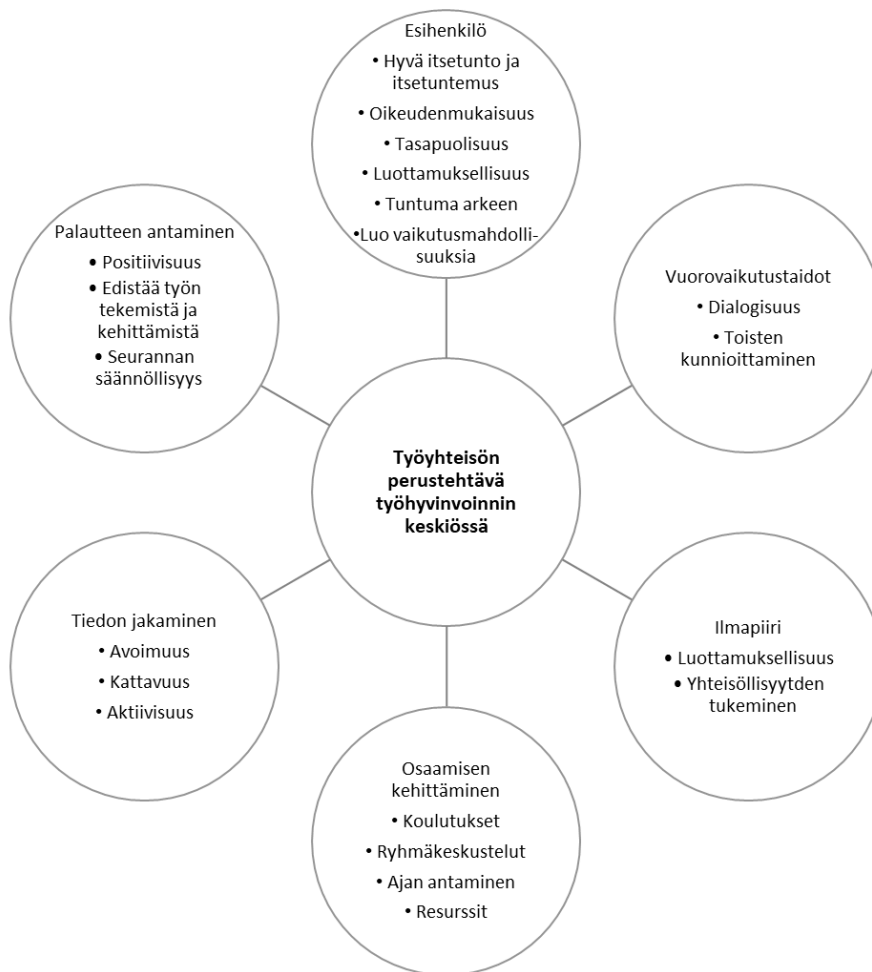 Esihenkilö
• Hyvä itsetunto ja
itsetuntemus
• Oikeudenmukaisuus
• Tasapuolisuus
• Luottamuksellisuus
• Tuntuma arkeen
•Luo vaikutusmahdolli-
suuksia
Vuorovaikutustaidot
• Dialogisuus
• Toisten
kunnioittaminen
Ilmapiiri
• Luottamuksellisuus
• Yhteisöllisyytden
tukeminen
Osaamisen
kehittäminen
• Koulutukset
• Ryhmäkeskustelut
• Ajan antaminen
• Resurssit
Tiedon jakaminen
• Avoimuus
• Kattavuus
• Aktiivisuus
Palautteen antaminen
• Positiivisuus
• Edistää työn
tekemistä ja
kehittämistä
• Seurannan
säännöllisyys
Työyhteisön
perustehtävä
työhyvinvoinnin
keskiössä